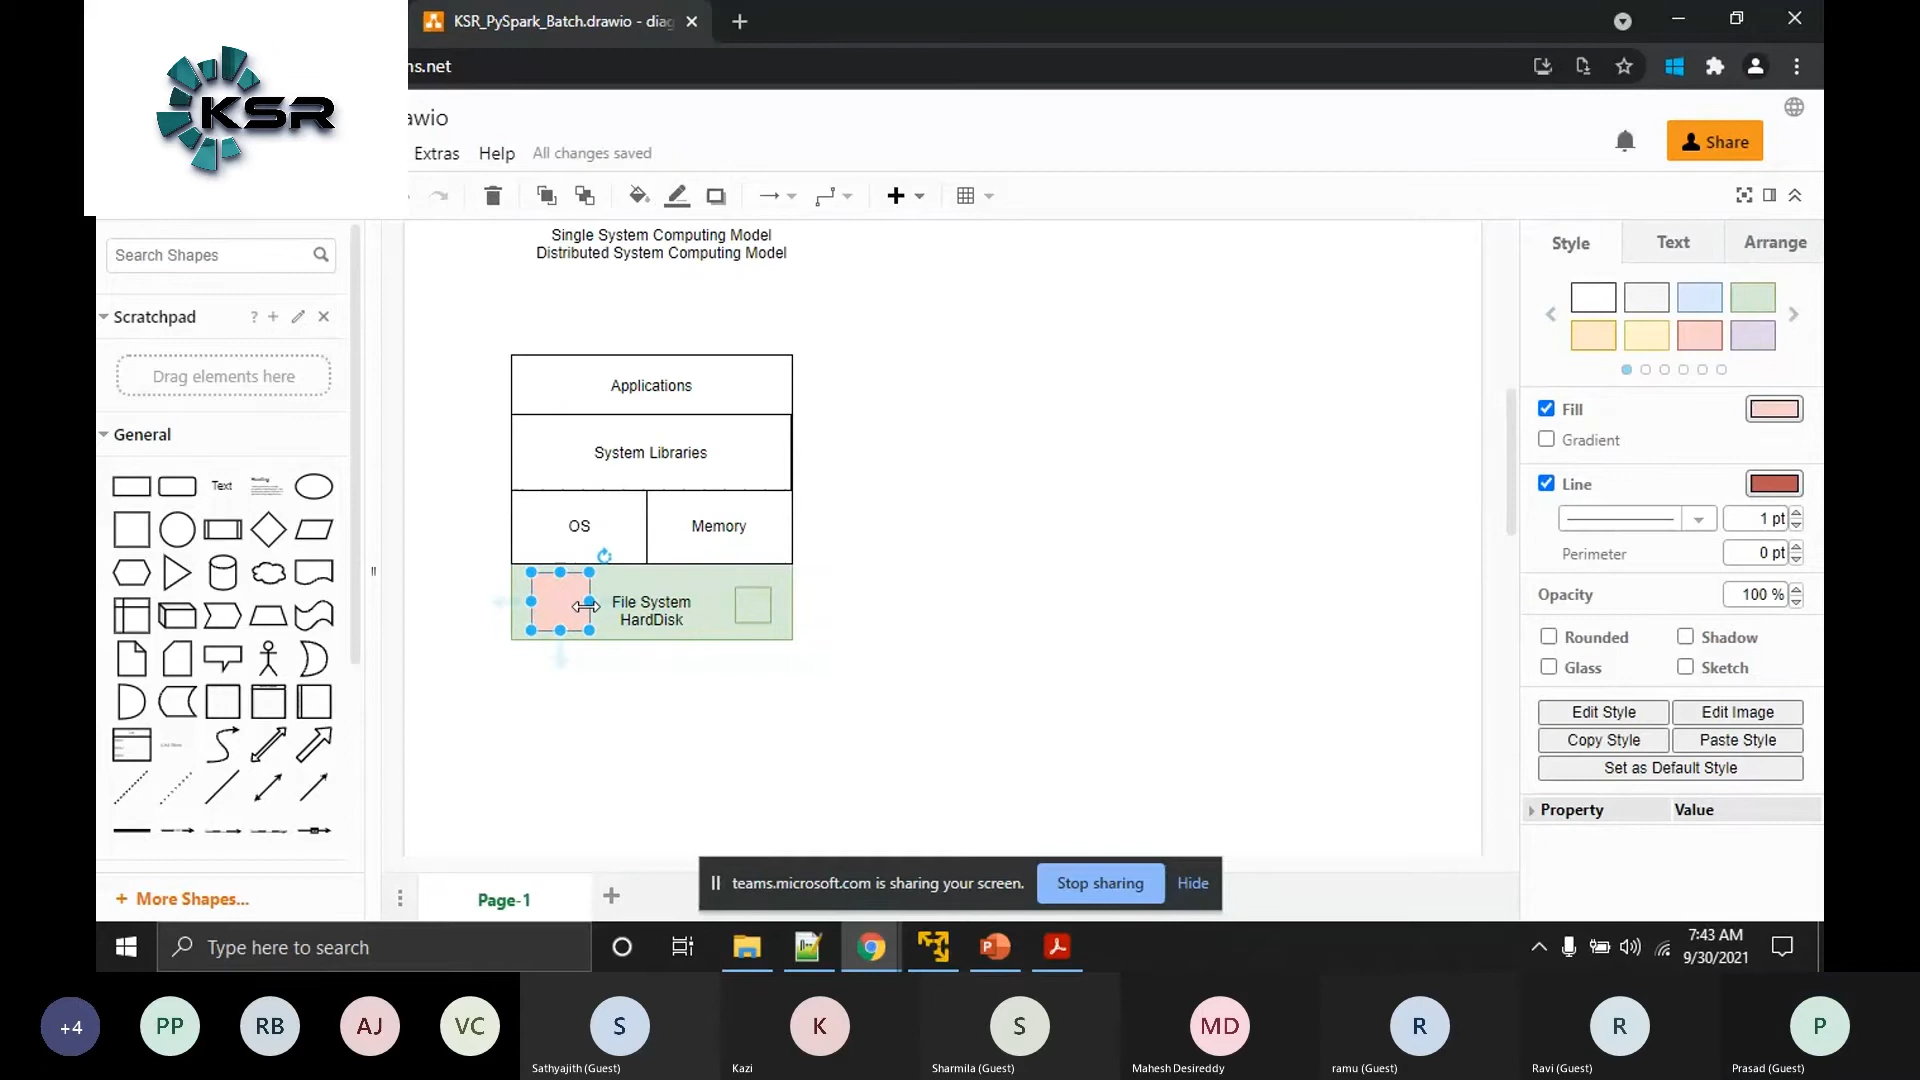 KSR
KSR_PySpark_Batch.drawio - diag
ns.net
awio
Extras Help All changes saved
Share
Search Shapes
Scratchpad
?
Drag elements here
General
Text
Heading
+ More Shapes...
Single System Computing Model
Distributed System Computing Model
Applications
System Libraries
OS Memory
File System
HardDisk
Style Text Arrange
Fill
Gradient
Line
1 pt
Perimeter 0 pt
Opacity 100 %
Rounded Shadow
Glass Sketch
Edit Style Edit Image
Copy Style Paste Style
Set as Default Style
Property Value
Page-1
teams.microsoft.com is sharing your screen. Stop sharing Hide
Type here to search
7:43 AM
9/30/2021
+4 PP RB AJ VC S K S MD R R P
Sathyajith (Guest) Kazi Sharmila (Guest) Mahesh Desireddy ramu (Guest) Ravi (Guest) Prasad (Guest)